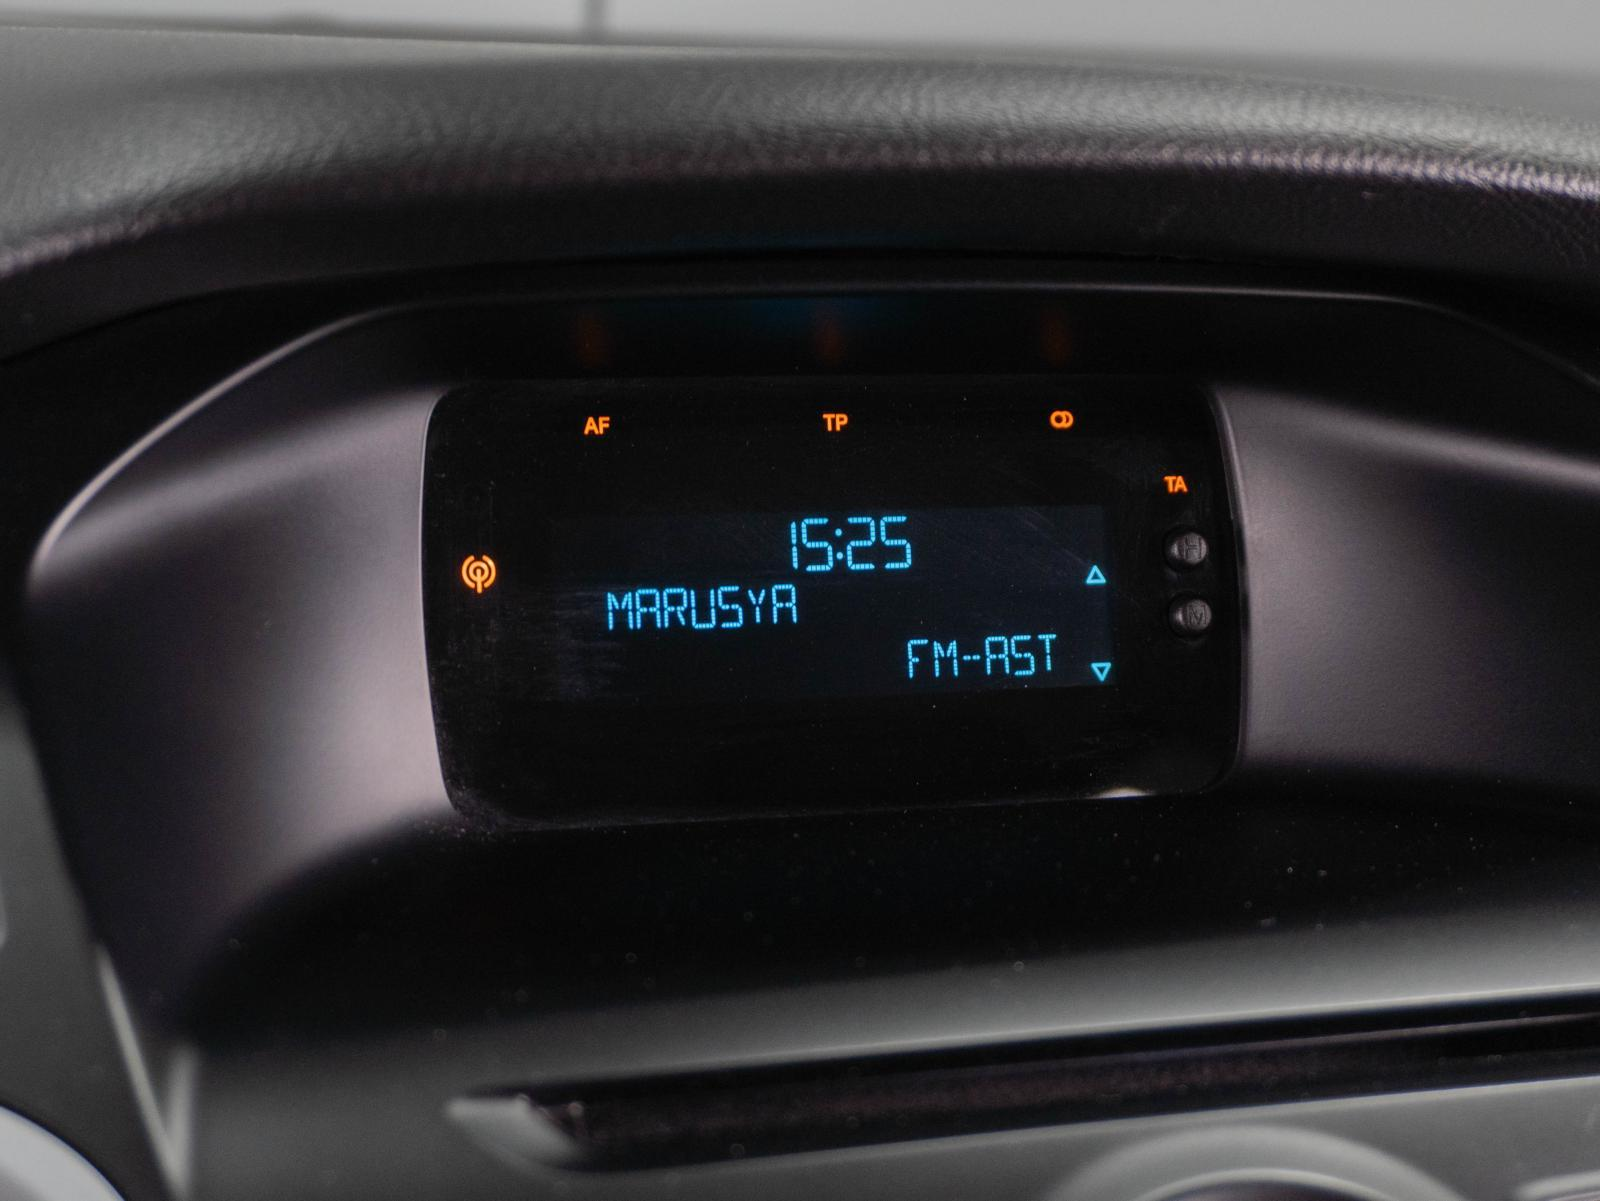 AF TP
TA
15:25
H
MARUSYA
M
FM-AST